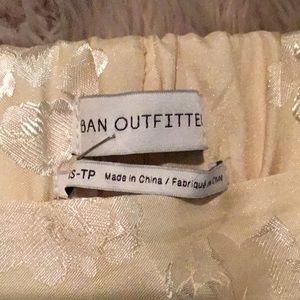 BAN OUTFITTE
S-TP Made in China / Fabriqué